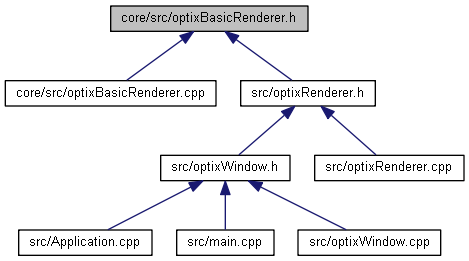 core/src/optixBasicRenderer.h
core/src/optixBasicRenderer.cpp
src/optixRenderer.h
src/optixWindow.h
src/optixRenderer.cpp
src/Application.cpp
src/main.cpp
src/optixWindow.cpp